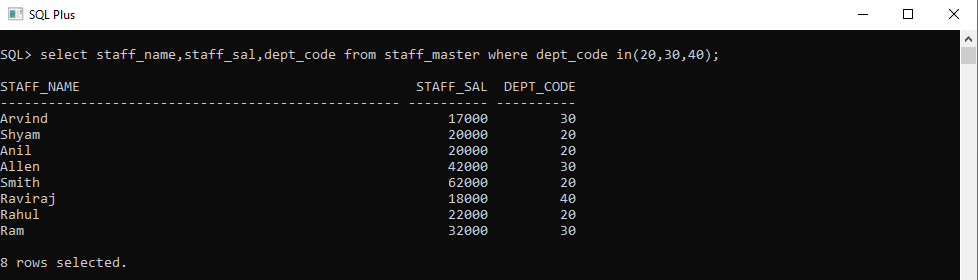 SQL Plus
SQL> select staff_name,staff_sal,dept_code from staff_master where dept_code in(20,30,40);
STAFF_NAME                                          STAFF_SAL  DEPT_CODE
-------------------------------------------------- ---------- ----------
Arvind                                                  17000         30
Shyam                                                   20000         20
Anil                                                    20000         20
Allen                                                   42000         30
Smith                                                   62000         20
Raviraj                                                 18000         40
Rahul                                                   22000         20
Ram                                                     32000         30
8 rows selected.